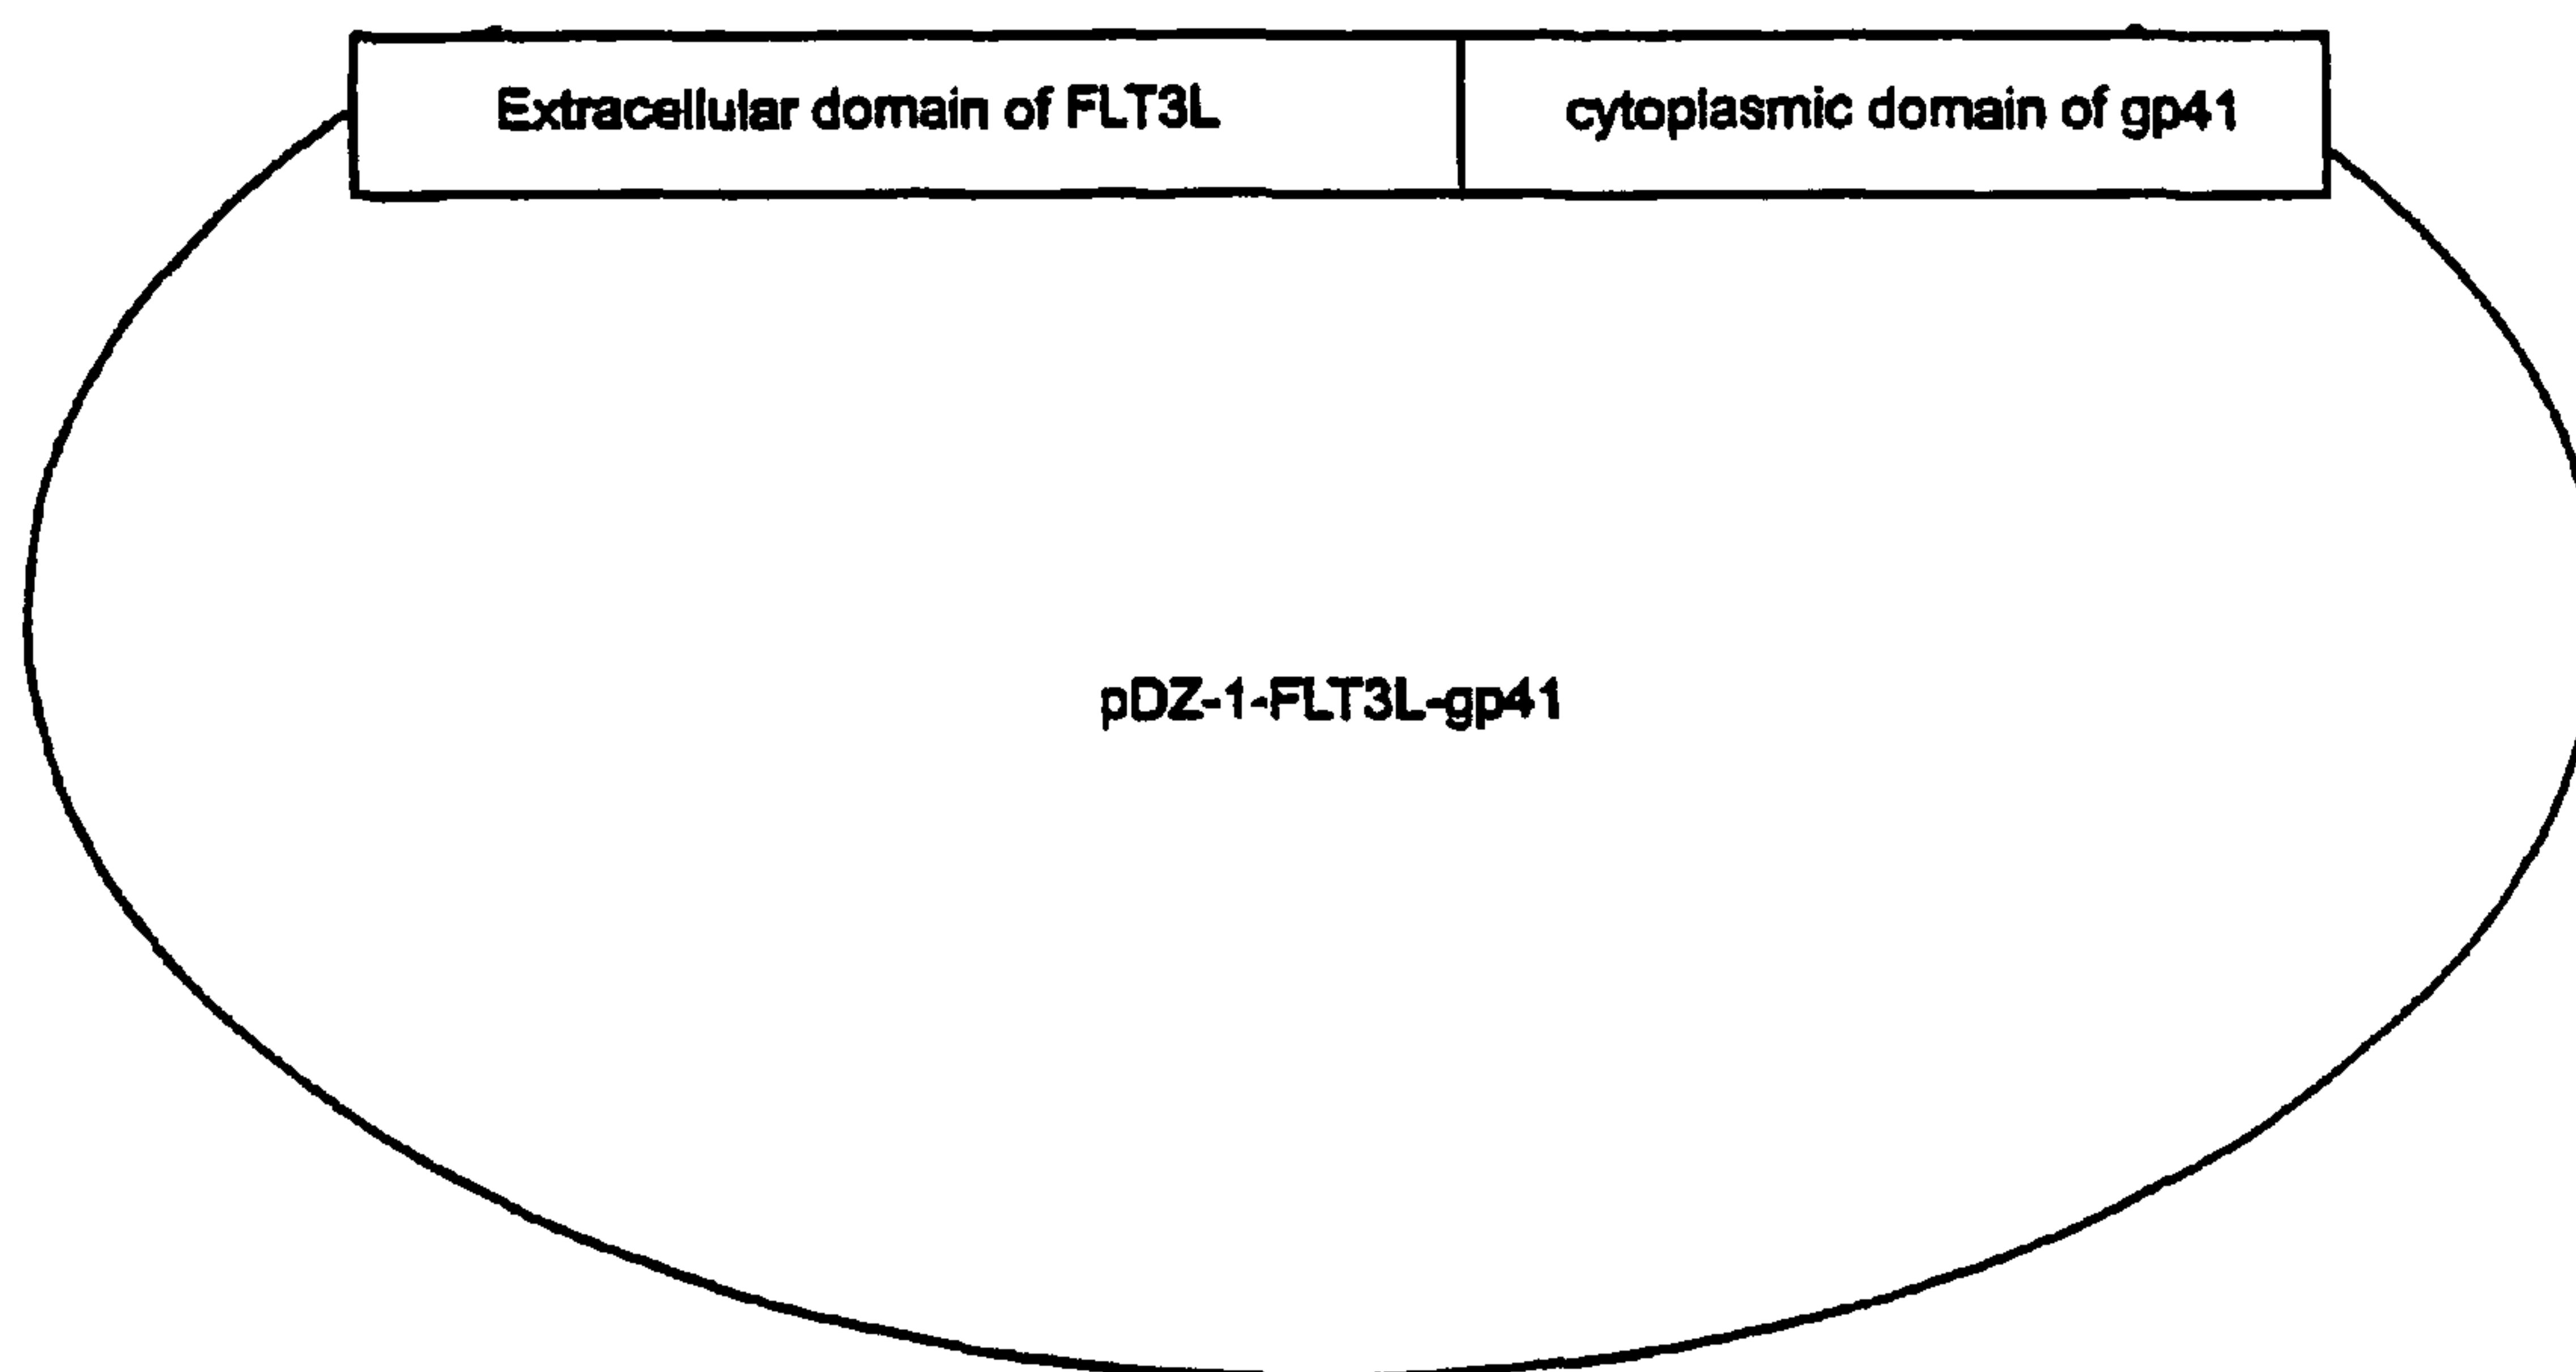 Extracellular domain of FLT3L
cytoplasmic domain of gp41
pDZ-1-FLT3L-gp41